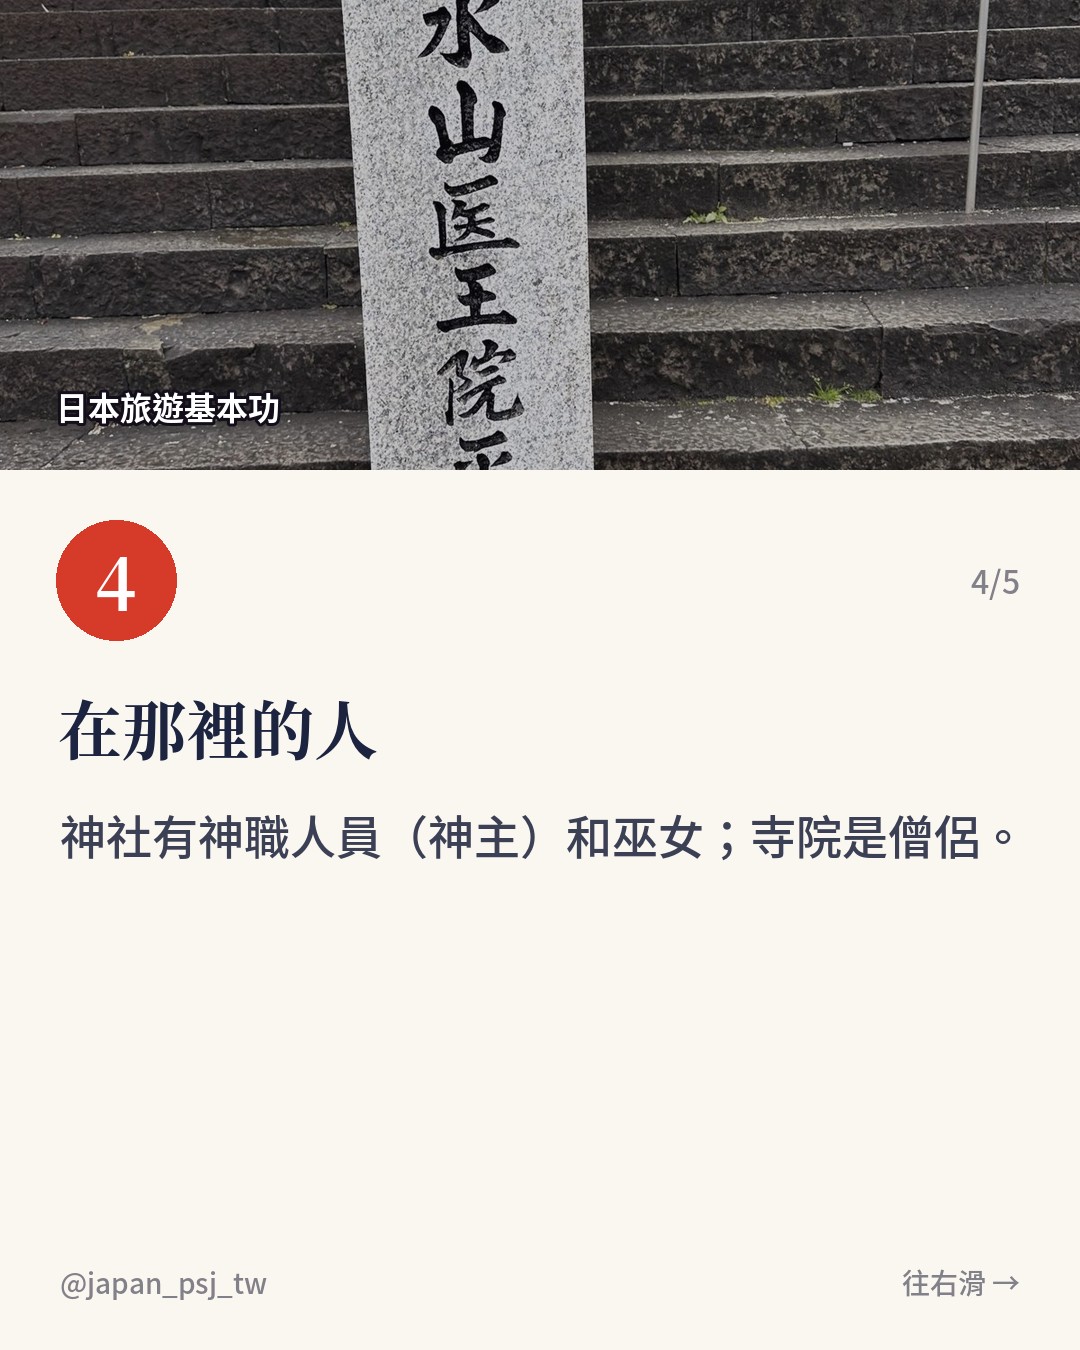 水山医王院平
日本旅遊基本功
4
4/5
在那裡的人
神社有神職人員（神主）和巫女；寺院是僧侶。
@japan_psj_tw
往右滑 →